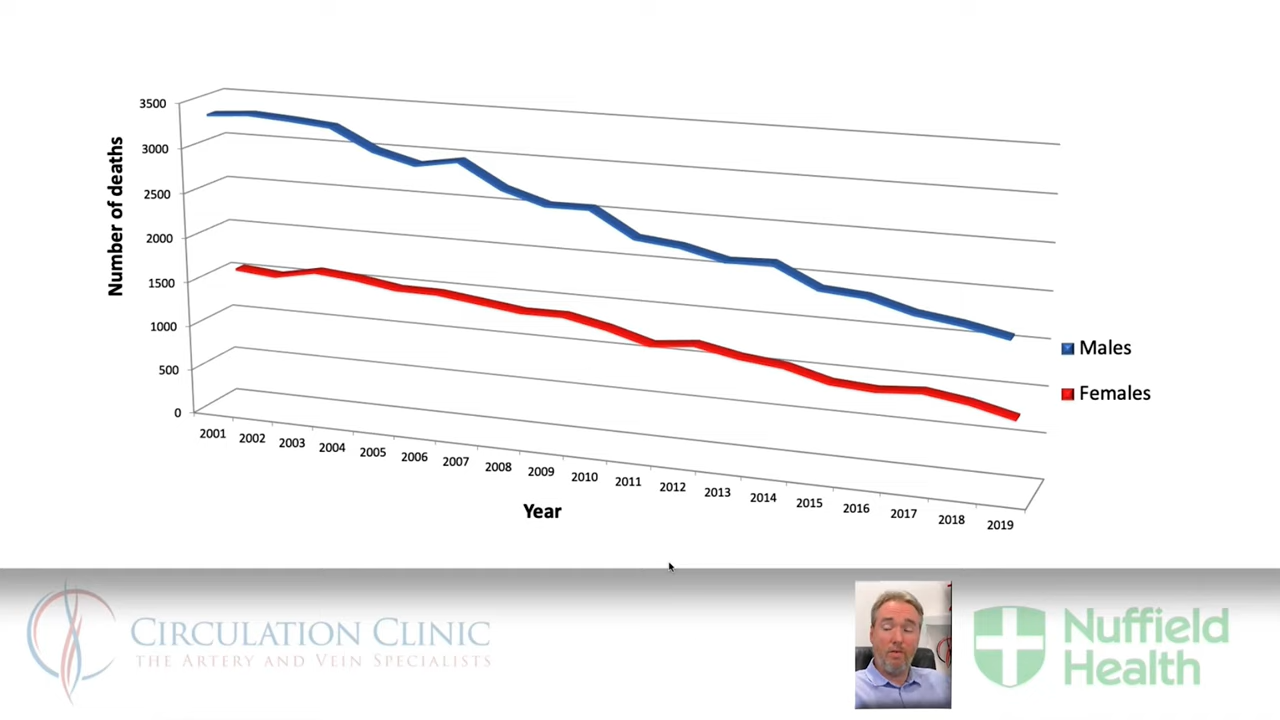 3500
3000
2500
2000
1500
1000
500
0
Number of deaths
2001 2002 2003 2004 2005 2006 2007 2008 2009 2010 2011 2012 2013 2014 2015 2016 2017 2018 2019
Year
Males
Females
CIRCULATION CLINIC
THE ARTERY AND VEIN SPECIALISTS
Nuffield
Health